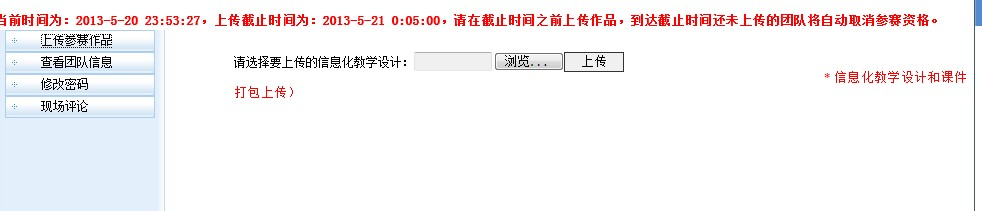 当前时间为：2013-5-20 23:53:27，上传截止时间为：2013-5-21 0:05:00，请在截止时间之前上传作品，到达截止时间还未上传的团队将自动取消参赛资格。
上传参赛作品
查看团队信息
修改密码
现场评论
请选择要上传的信息化教学设计： 浏览... 上传
* 信息化教学设计和课件
打包上传）